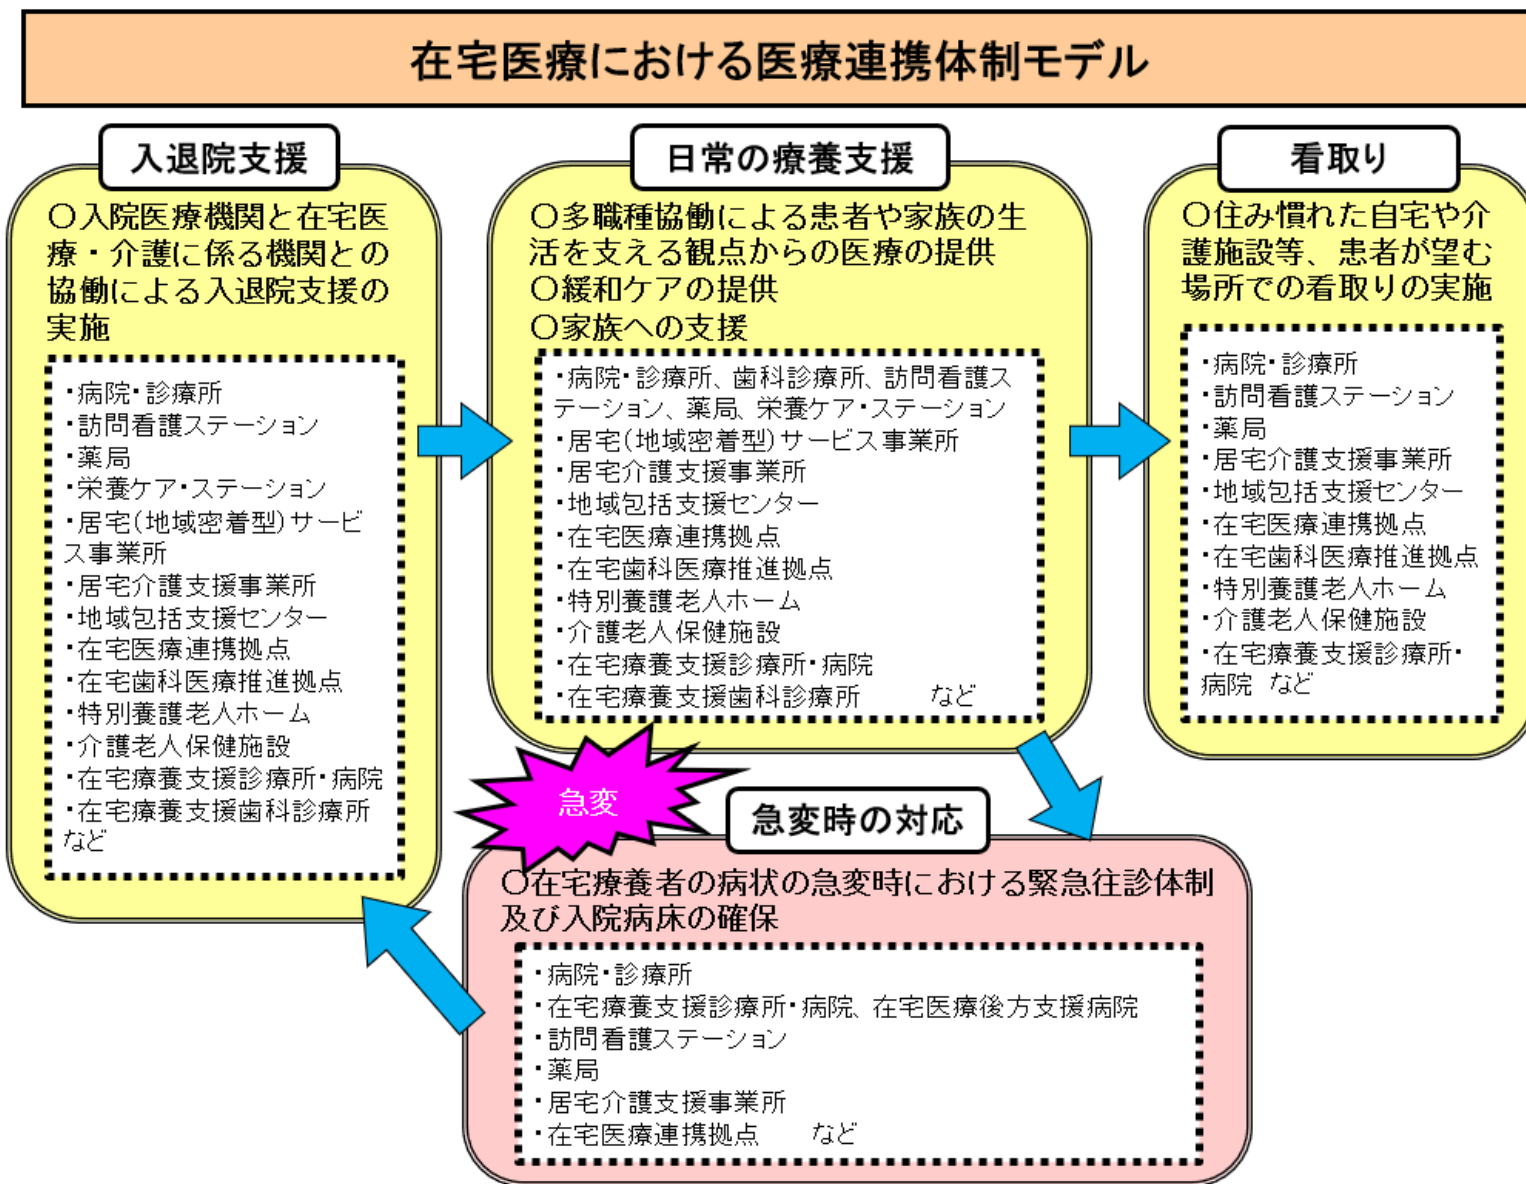 在宅医療における医療連携体制モデル
入退院支援
○入院医療機関と在宅医
療・介護に係る機関との
協働による入退院支援の
実施
・病院・診療所
・訪問看護ステーション
・薬局
・栄養ケア・ステーション
・居宅(地域密着型)サービ
ス事業所
・居宅介護支援事業所
・地域包括支援センター
・在宅医療連携拠点
・在宅歯科医療推進拠点
・特別養護老人ホーム
・介護老人保健施設
・在宅療養支援診療所・病院
・在宅療養支援歯科診療所
など
日常の療養支援
○多職種協働による患者や家族の生
活を支える観点からの医療の提供
○緩和ケアの提供
○家族への支援
・病院・診療所、歯科診療所、訪問看護ス
テーション、薬局、栄養ケア・ステーション
・居宅(地域密着型)サービス事業所
・居宅介護支援事業所
・地域包括支援センター
・在宅医療連携拠点
・在宅歯科医療推進拠点
・特別養護老人ホーム
・介護老人保健施設
・在宅療養支援診療所・病院
・在宅療養支援歯科診療所 など
看取り
○住み慣れた自宅や介
護施設等、患者が望む
場所での看取りの実施
・病院・診療所
・訪問看護ステーション
・薬局
・居宅介護支援事業所
・地域包括支援センター
・在宅医療連携拠点
・在宅歯科医療推進拠点
・特別養護老人ホーム
・介護老人保健施設
・在宅療養支援診療所・
病院 など
急変
急変時の対応
○在宅療養者の病状の急変時における緊急往診体制
及び入院病床の確保
・病院・診療所
・在宅療養支援診療所・病院、在宅医療後方支援病院
・訪問看護ステーション
・薬局
・居宅介護支援事業所
・在宅医療連携拠点 など